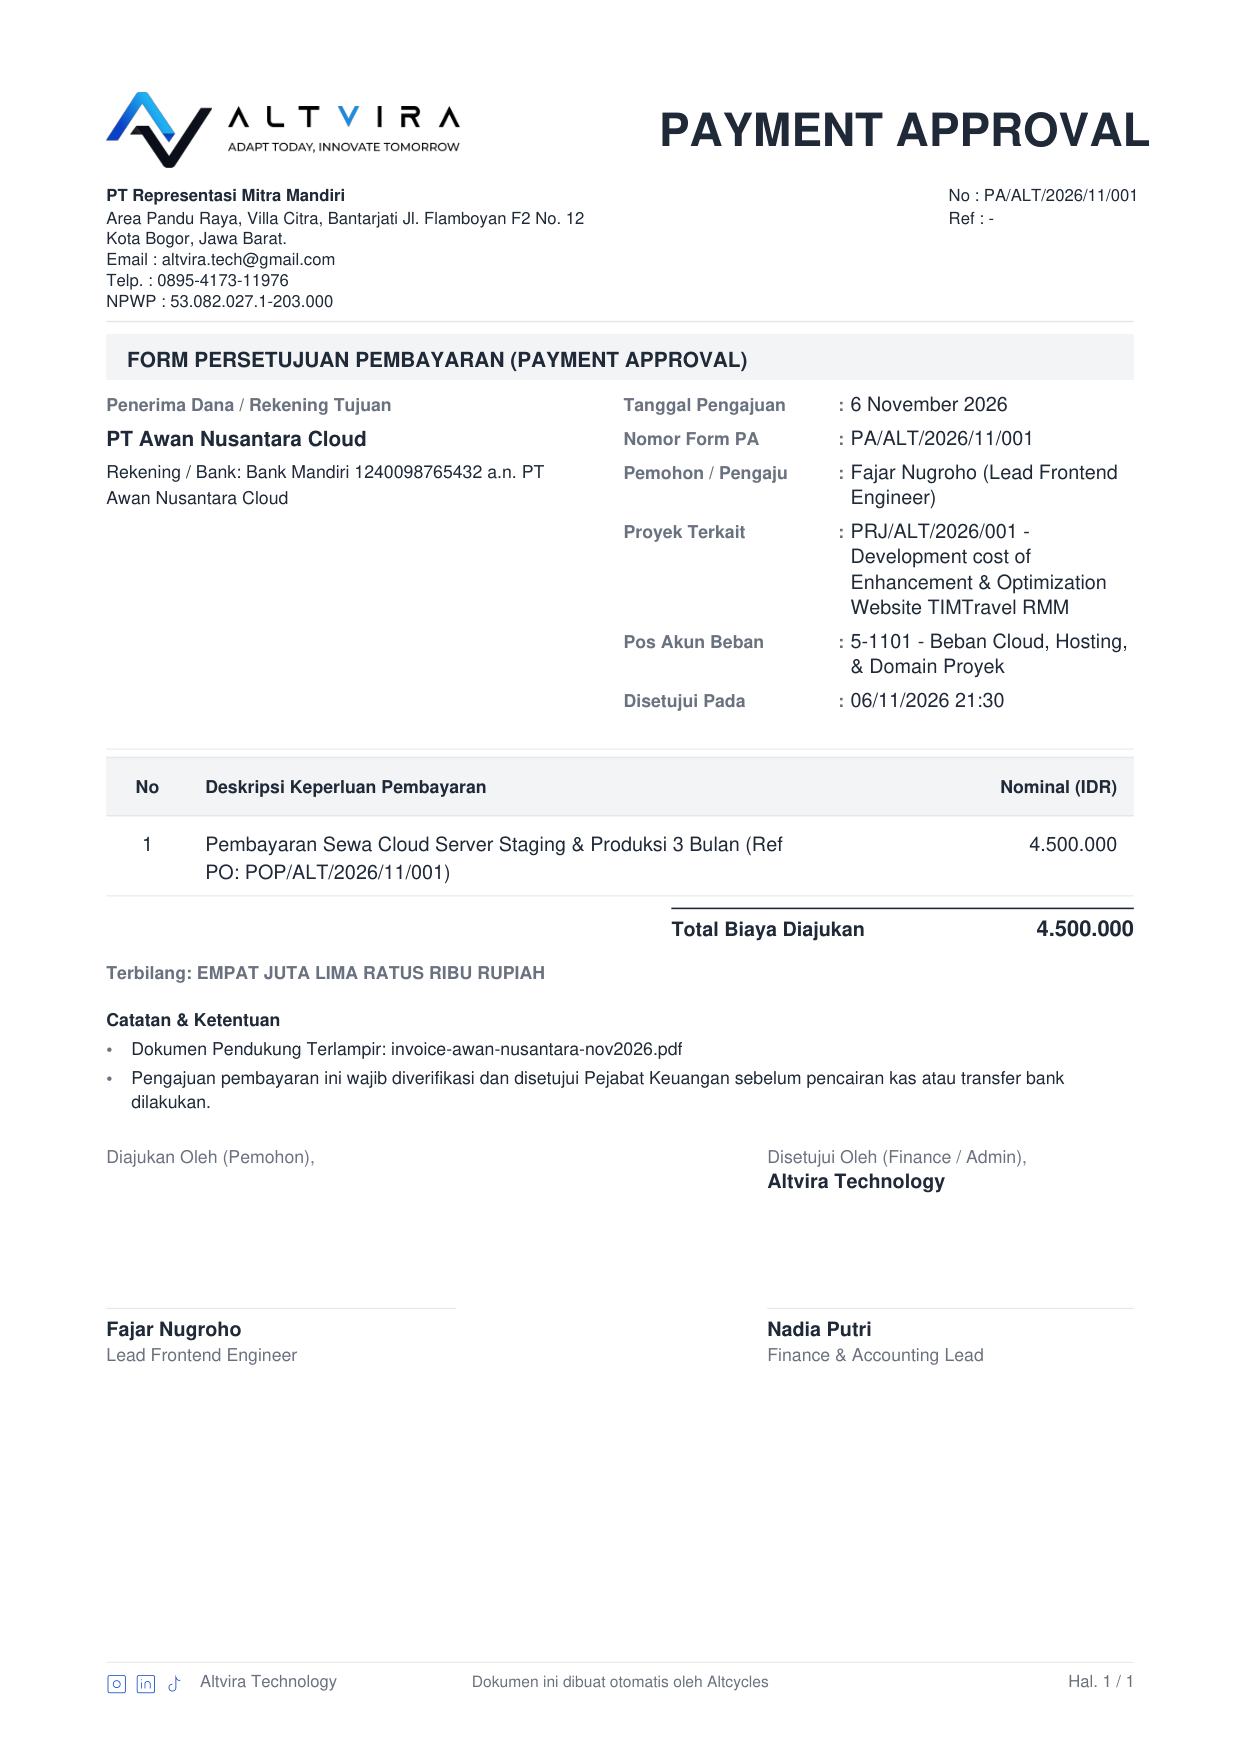 ALTVIRA
ADAPT TODAY, INNOVATE TOMORROW
PAYMENT APPROVAL
PT Representasi Mitra Mandiri
Area Pandu Raya, Villa Citra, Bantarjati Jl. Flamboyan F2 No. 12
Kota Bogor, Jawa Barat.
Email : altvira.tech@gmail.com
Telp. : 0895-4173-11976
NPWP : 53.082.027.1-203.000
No : PA/ALT/2026/11/001
Ref : -
FORM PERSETUJUAN PEMBAYARAN (PAYMENT APPROVAL)
Penerima Dana / Rekening Tujuan
PT Awan Nusantara Cloud
Rekening / Bank: Bank Mandiri 1240098765432 a.n. PT
Awan Nusantara Cloud
Tanggal Pengajuan : 6 November 2026
Nomor Form PA : PA/ALT/2026/11/001
Pemohon / Pengaju : Fajar Nugroho (Lead Frontend
Engineer)
Proyek Terkait : PRJ/ALT/2026/001 -
Development cost of
Enhancement & Optimization
Website TIMTravel RMM
Pos Akun Beban : 5-1101 - Beban Cloud, Hosting,
& Domain Proyek
Disetujui Pada : 06/11/2026 21:30
No Deskripsi Keperluan Pembayaran Nominal (IDR)
1 Pembayaran Sewa Cloud Server Staging & Produksi 3 Bulan (Ref 4.500.000
PO: POP/ALT/2026/11/001)
Total Biaya Diajukan 4.500.000
Terbilang: EMPAT JUTA LIMA RATUS RIBU RUPIAH
Catatan & Ketentuan
• Dokumen Pendukung Terlampir: invoice-awan-nusantara-nov2026.pdf
• Pengajuan pembayaran ini wajib diverifikasi dan disetujui Pejabat Keuangan sebelum pencairan kas atau transfer bank
dilakukan.
Diajukan Oleh (Pemohon),
Disetujui Oleh (Finance / Admin),
Altvira Technology
Fajar Nugroho
Lead Frontend Engineer
Nadia Putri
Finance & Accounting Lead
Altvira Technology Dokumen ini dibuat otomatis oleh Altcycles Hal. 1 / 1